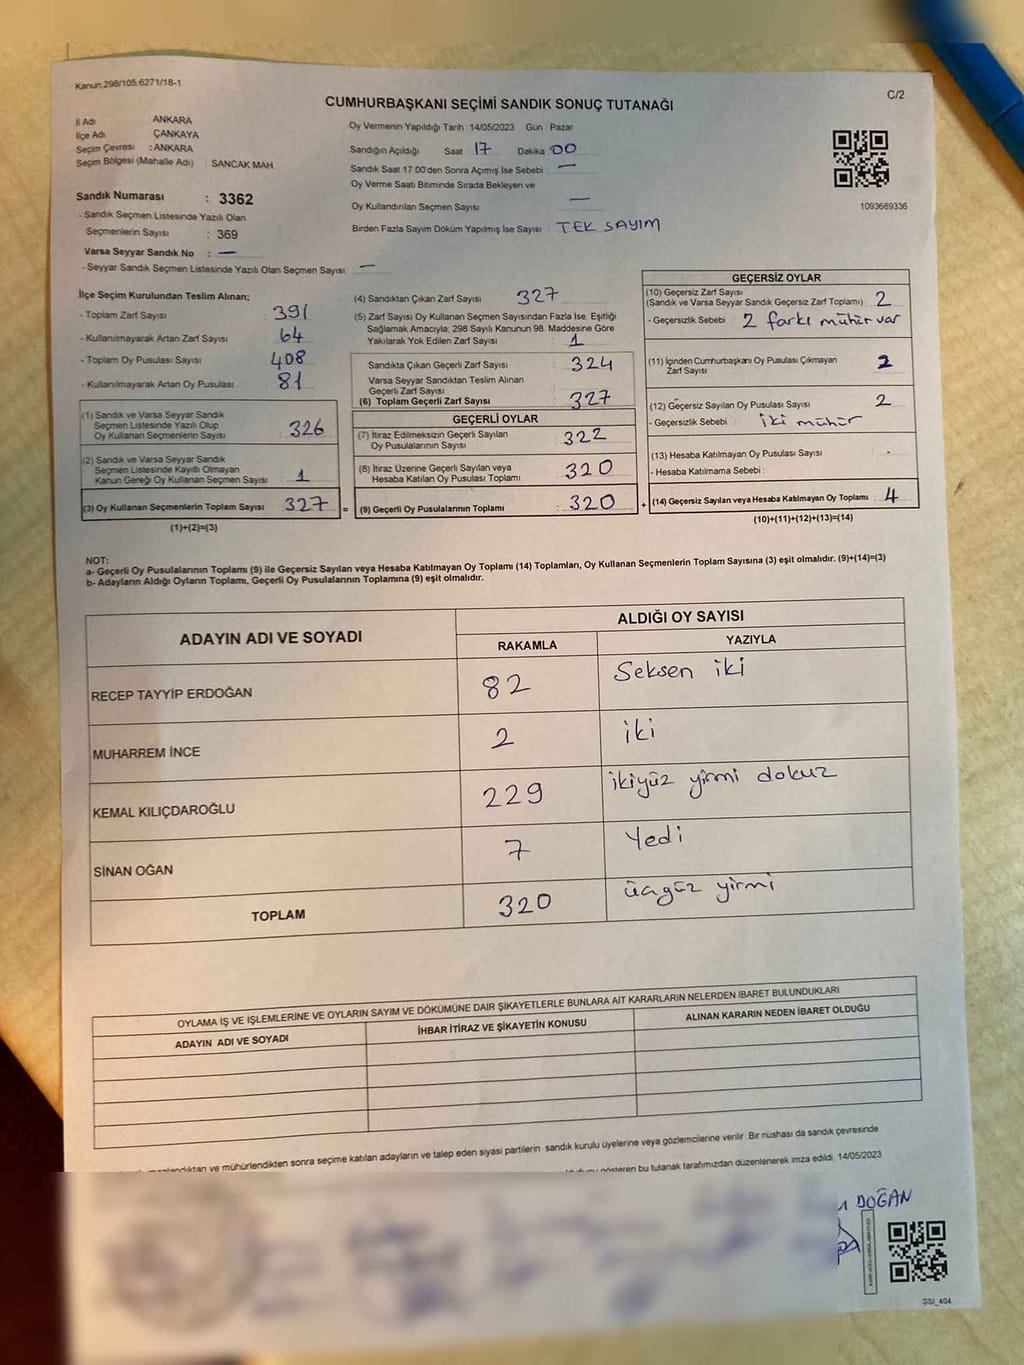 Kanun.298/105.6271/18-1
C/2
CUMHURBAŞKANI SEÇİMİ SANDIK SONUÇ TUTANAĞI
İl Adı : ANKARA
İlçe Adı : ÇANKAYA
Seçim Çevresi : ANKARA
Seçim Bölgesi (Mahalle Adı) : SANCAK MAH.
Sandık Numarası : 3362
- Sandık Seçmen Listesinde Yazılı Olan
Seçmenlerin Sayısı : 369
Varsa Seyyar Sandık No : —
- Seyyar Sandık Seçmen Listesinde Yazılı Olan Seçmen Sayısı: —
Oy Vermenin Yapıldığı Tarih 14/05/2023 Gün Pazar
Sandığın Açıldığı Saat 17 Dakika 00
Sandık Saat 17:00'den Sonra Açımış İse Sebebi : —
Oy Verme Saati Bitiminde Sırada Bekleyen ve
Oy Kullandırılan Seçmen Sayısı —
Birden Fazla Sayım Döküm Yapılmış İse Sayısı : TEK SAYIM
1093689336
İlçe Seçim Kurulundan Teslim Alınan;
- Toplam Zarf Sayısı : 391
- Kullanılmayarak Artan Zarf Sayısı : 64
- Toplam Oy Pusulası Sayısı : 408
- Kullanılmayarak Artan Oy Pusulası : 81
(1) Sandık ve Varsa Seyyar Sandık
Seçmen Listesinde Yazılı Olup
Oy Kullanan Seçmenlerin Sayısı : 326
(2) Sandık ve Varsa Seyyar Sandık
Seçmen Listesinde Kayıtlı Olmayan
Kanun Gereği Oy Kullanan Seçmen Sayısı : 1
(3) Oy Kullanan Seçmenlerin Toplam Sayısı : 327
(1)+(2)=(3)
(4) Sandıktan Çıkan Zarf Sayısı : 327
(5) Zarf Sayısı Oy Kullanan Seçmen Sayısından Fazla İse, Eşitliği
Sağlamak Amacıyla; 298 Sayılı Kanunun 98. Maddesine Göre
Yakılarak Yok Edilen Zarf Sayısı : 1
Sandıkta Çıkan Geçerli Zarf Sayısı : 324
Varsa Seyyar Sandıktan Teslim Alınan
Geçerli Zarf Sayısı
(6) Toplam Geçerli Zarf Sayısı : 327
GEÇERLİ OYLAR
(7) İtiraz Edilmeksizin Geçerli Sayılan
Oy Pusulalarının Sayısı : 322
(8) İtiraz Üzerine Geçerli Sayılan veya
Hesaba Katılan Oy Pusulası Toplamı : 320
= (9) Geçerli Oy Pusulalarının Toplamı : 320 +
GEÇERSİZ OYLAR
(10) Geçersiz Zarf Sayısı
(Sandık ve Varsa Seyyar Sandık Geçersiz Zarf Toplamı) : 2
- Geçersizlik Sebebi : 2 farkı mühür var
(11) İçinden Cumhurbaşkanı Oy Pusulası Çıkmayan
Zarf Sayısı : 2
(12) Geçersiz Sayılan Oy Pusulası Sayısı : 2
- Geçersizlik Sebebi : iki mühür
(13) Hesaba Katılmayan Oy Pusulası Sayısı :
- Hesaba Katılmama Sebebi :
(14) Geçersiz Sayılan veya Hesaba Katılmayan Oy Toplamı : 4
(10)+(11)+(12)+(13)=(14)
NOT:
a- Geçerli Oy Pusulalarının Toplamı (9) ile Geçersiz Sayılan veya Hesaba Katılmayan Oy Toplamı (14) Toplamları, Oy Kullanan Seçmenlerin Toplam Sayısına (3) eşit olmalıdır. (9)+(14)=(3)
b- Adayların Aldığı Oyların Toplamı, Geçerli Oy Pusulalarının Toplamına (9) eşit olmalıdır.
ADAYIN ADI VE SOYADI
ALDIĞI OY SAYISI
RAKAMLA YAZIYLA
RECEP TAYYİP ERDOĞAN 82 Seksen iki
MUHARREM İNCE 2 iki
KEMAL KILIÇDAROĞLU 229 ikiyüz yirmi dokuz
SİNAN OĞAN 7 Yedi
TOPLAM 320 üçyüz yirmi
OYLAMA İŞ VE İŞLEMLERİNE VE OYLARIN SAYIM VE DÖKÜMÜNE DAİR ŞİKAYETLERLE BUNLARA AİT KARARLARIN NELERDEN İBARET BULUNDUKLARI
ADAYIN ADI VE SOYADI İHBAR İTİRAZ VE ŞİKAYETİN KONUSU ALINAN KARARIN NEDEN İBARET OLDUĞU
ve mühürlendikten sonra seçime katılan adayların ve talep eden siyasi partilerin sandık kurulu üyelerine veya gözlemcilerine verilir. Bir nüshası da sandık çevresinde
gösteren bu tutanak tarafımızdan düzenlenerek imza edildi. 14/05/2023
DOĞAN
SSI_404